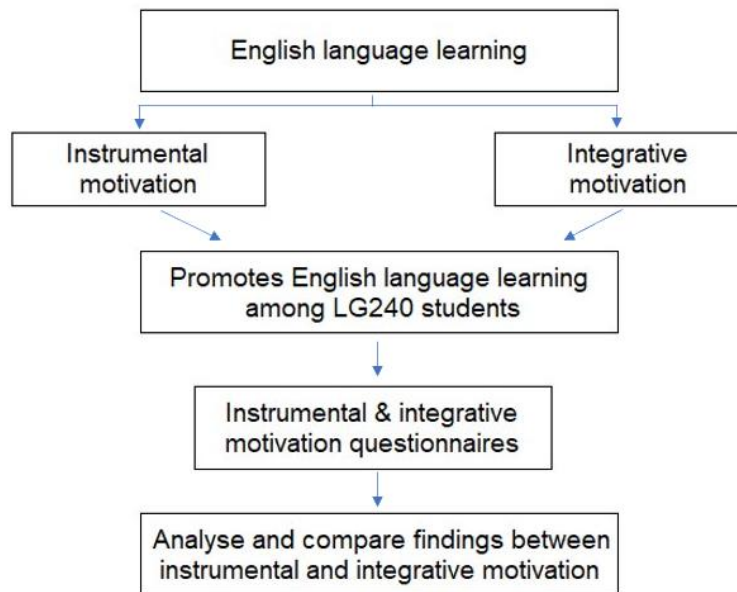 English language learning
Instrumental
motivation
Integrative
motivation
Promotes English language learning
among LG240 students
Instrumental & integrative
motivation questionnaires
Analyse and compare findings between
instrumental and integrative motivation